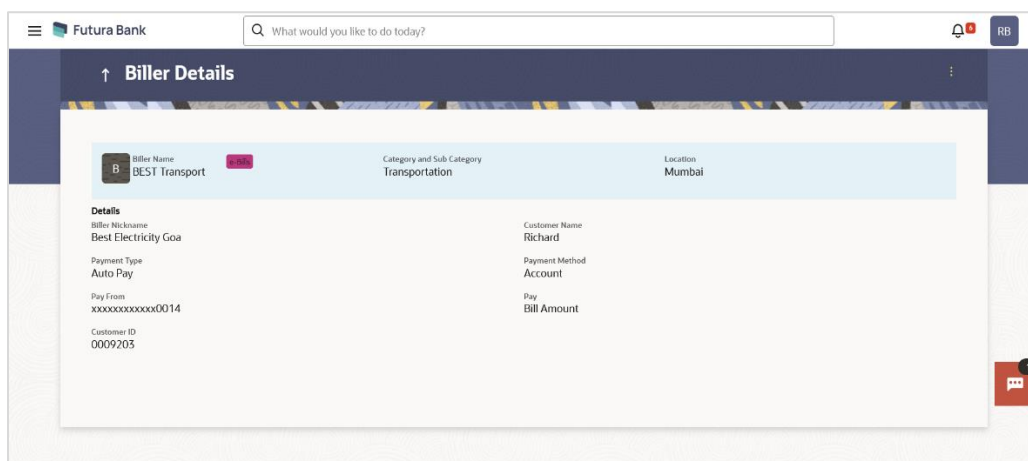 Futura Bank
What would you like to do today?
6
RB
↑ Biller Details
B
Biller Name
BEST Transport
e-Bills
Category and Sub Category
Transportation
Location
Mumbai
Details
Biller Nickname
Best Electricity Goa
Customer Name
Richard
Payment Type
Auto Pay
Payment Method
Account
Pay From
xxxxxxxxxxxx0014
Pay
Bill Amount
Customer ID
0009203